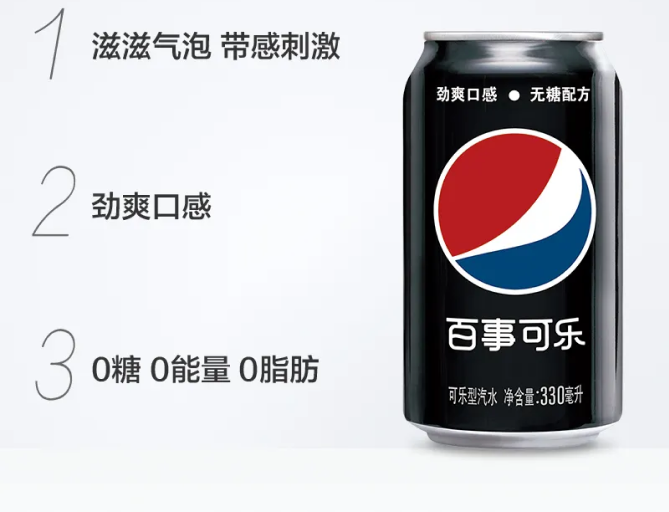 1 滋滋气泡 带感刺激
劲爽口感 ● 无糖配方
2 劲爽口感
百事可乐
3 0糖 0能量 0脂肪
可乐型汽水 净含量:330毫升